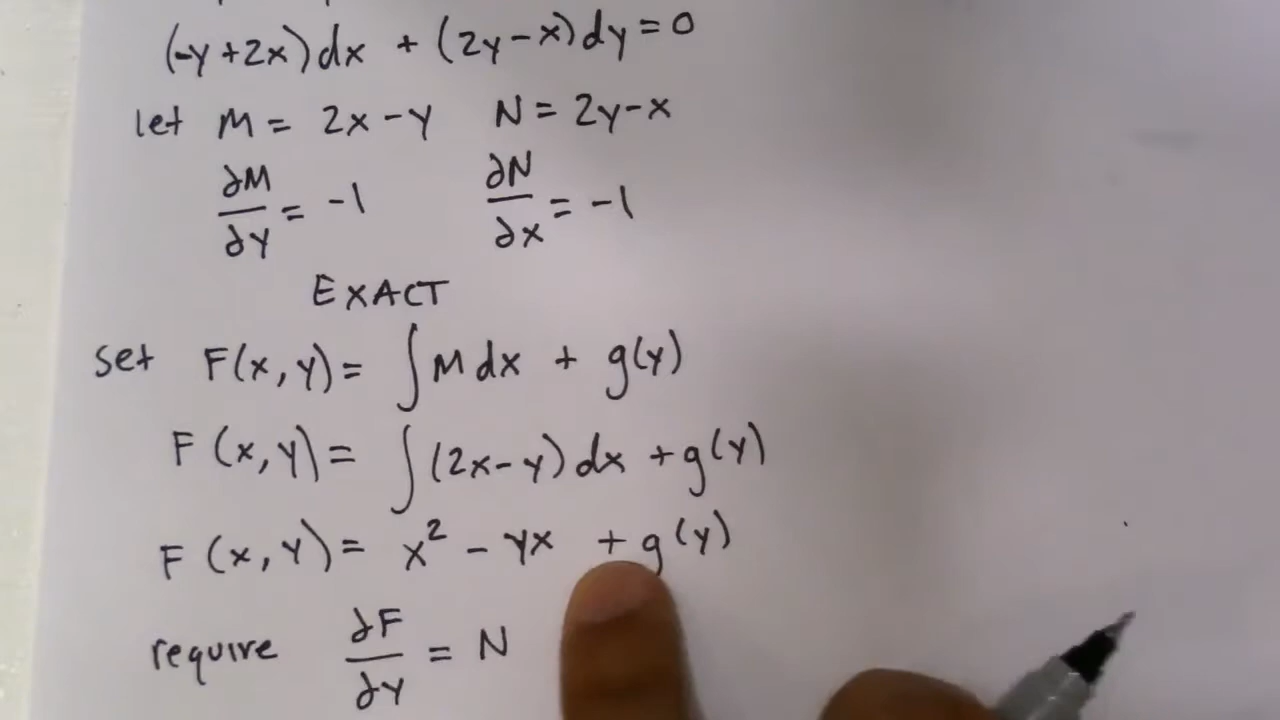 (-y+2x)dx + (2y-x)dy=0
let M= 2x-y N= 2y-x
∂M/∂y = -1 ∂N/∂x = -1
EXACT
set F(x,y)= ∫M dx + g(y)
F(x,y)= ∫(2x-y)dx +g(y)
F(x,y)= x² - yx +g(y)
require ∂F/∂y = N